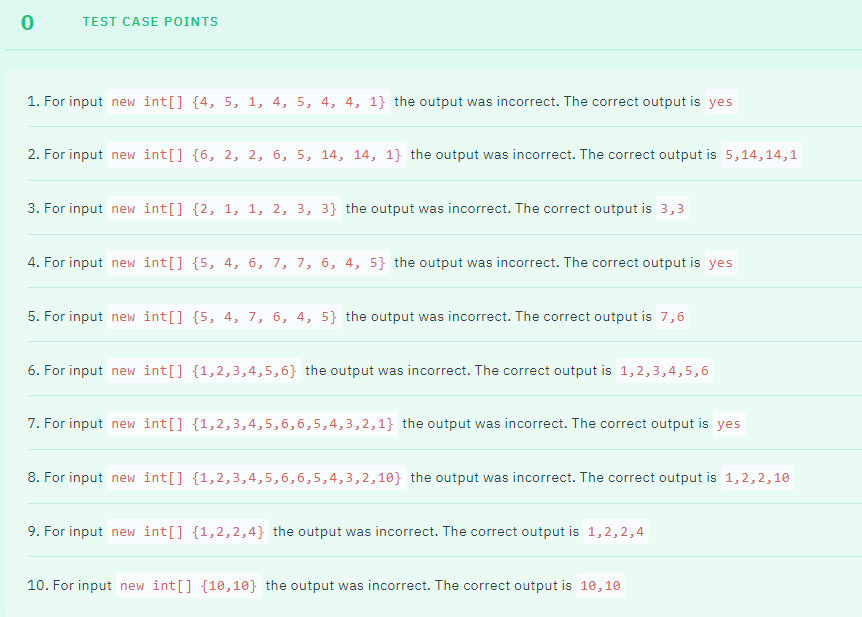 0 TEST CASE POINTS
1. For input new int[] {4, 5, 1, 4, 5, 4, 4, 1} the output was incorrect. The correct output is yes
2. For input new int[] {6, 2, 2, 6, 5, 14, 14, 1} the output was incorrect. The correct output is 5,14,14,1
3. For input new int[] {2, 1, 1, 2, 3, 3} the output was incorrect. The correct output is 3,3
4. For input new int[] {5, 4, 6, 7, 7, 6, 4, 5} the output was incorrect. The correct output is yes
5. For input new int[] {5, 4, 7, 6, 4, 5} the output was incorrect. The correct output is 7,6
6. For input new int[] {1,2,3,4,5,6} the output was incorrect. The correct output is 1,2,3,4,5,6
7. For input new int[] {1,2,3,4,5,6,6,5,4,3,2,1} the output was incorrect. The correct output is yes
8. For input new int[] {1,2,3,4,5,6,6,5,4,3,2,10} the output was incorrect. The correct output is 1,2,2,10
9. For input new int[] {1,2,2,4} the output was incorrect. The correct output is 1,2,2,4
10. For input new int[] {10,10} the output was incorrect. The correct output is 10,10